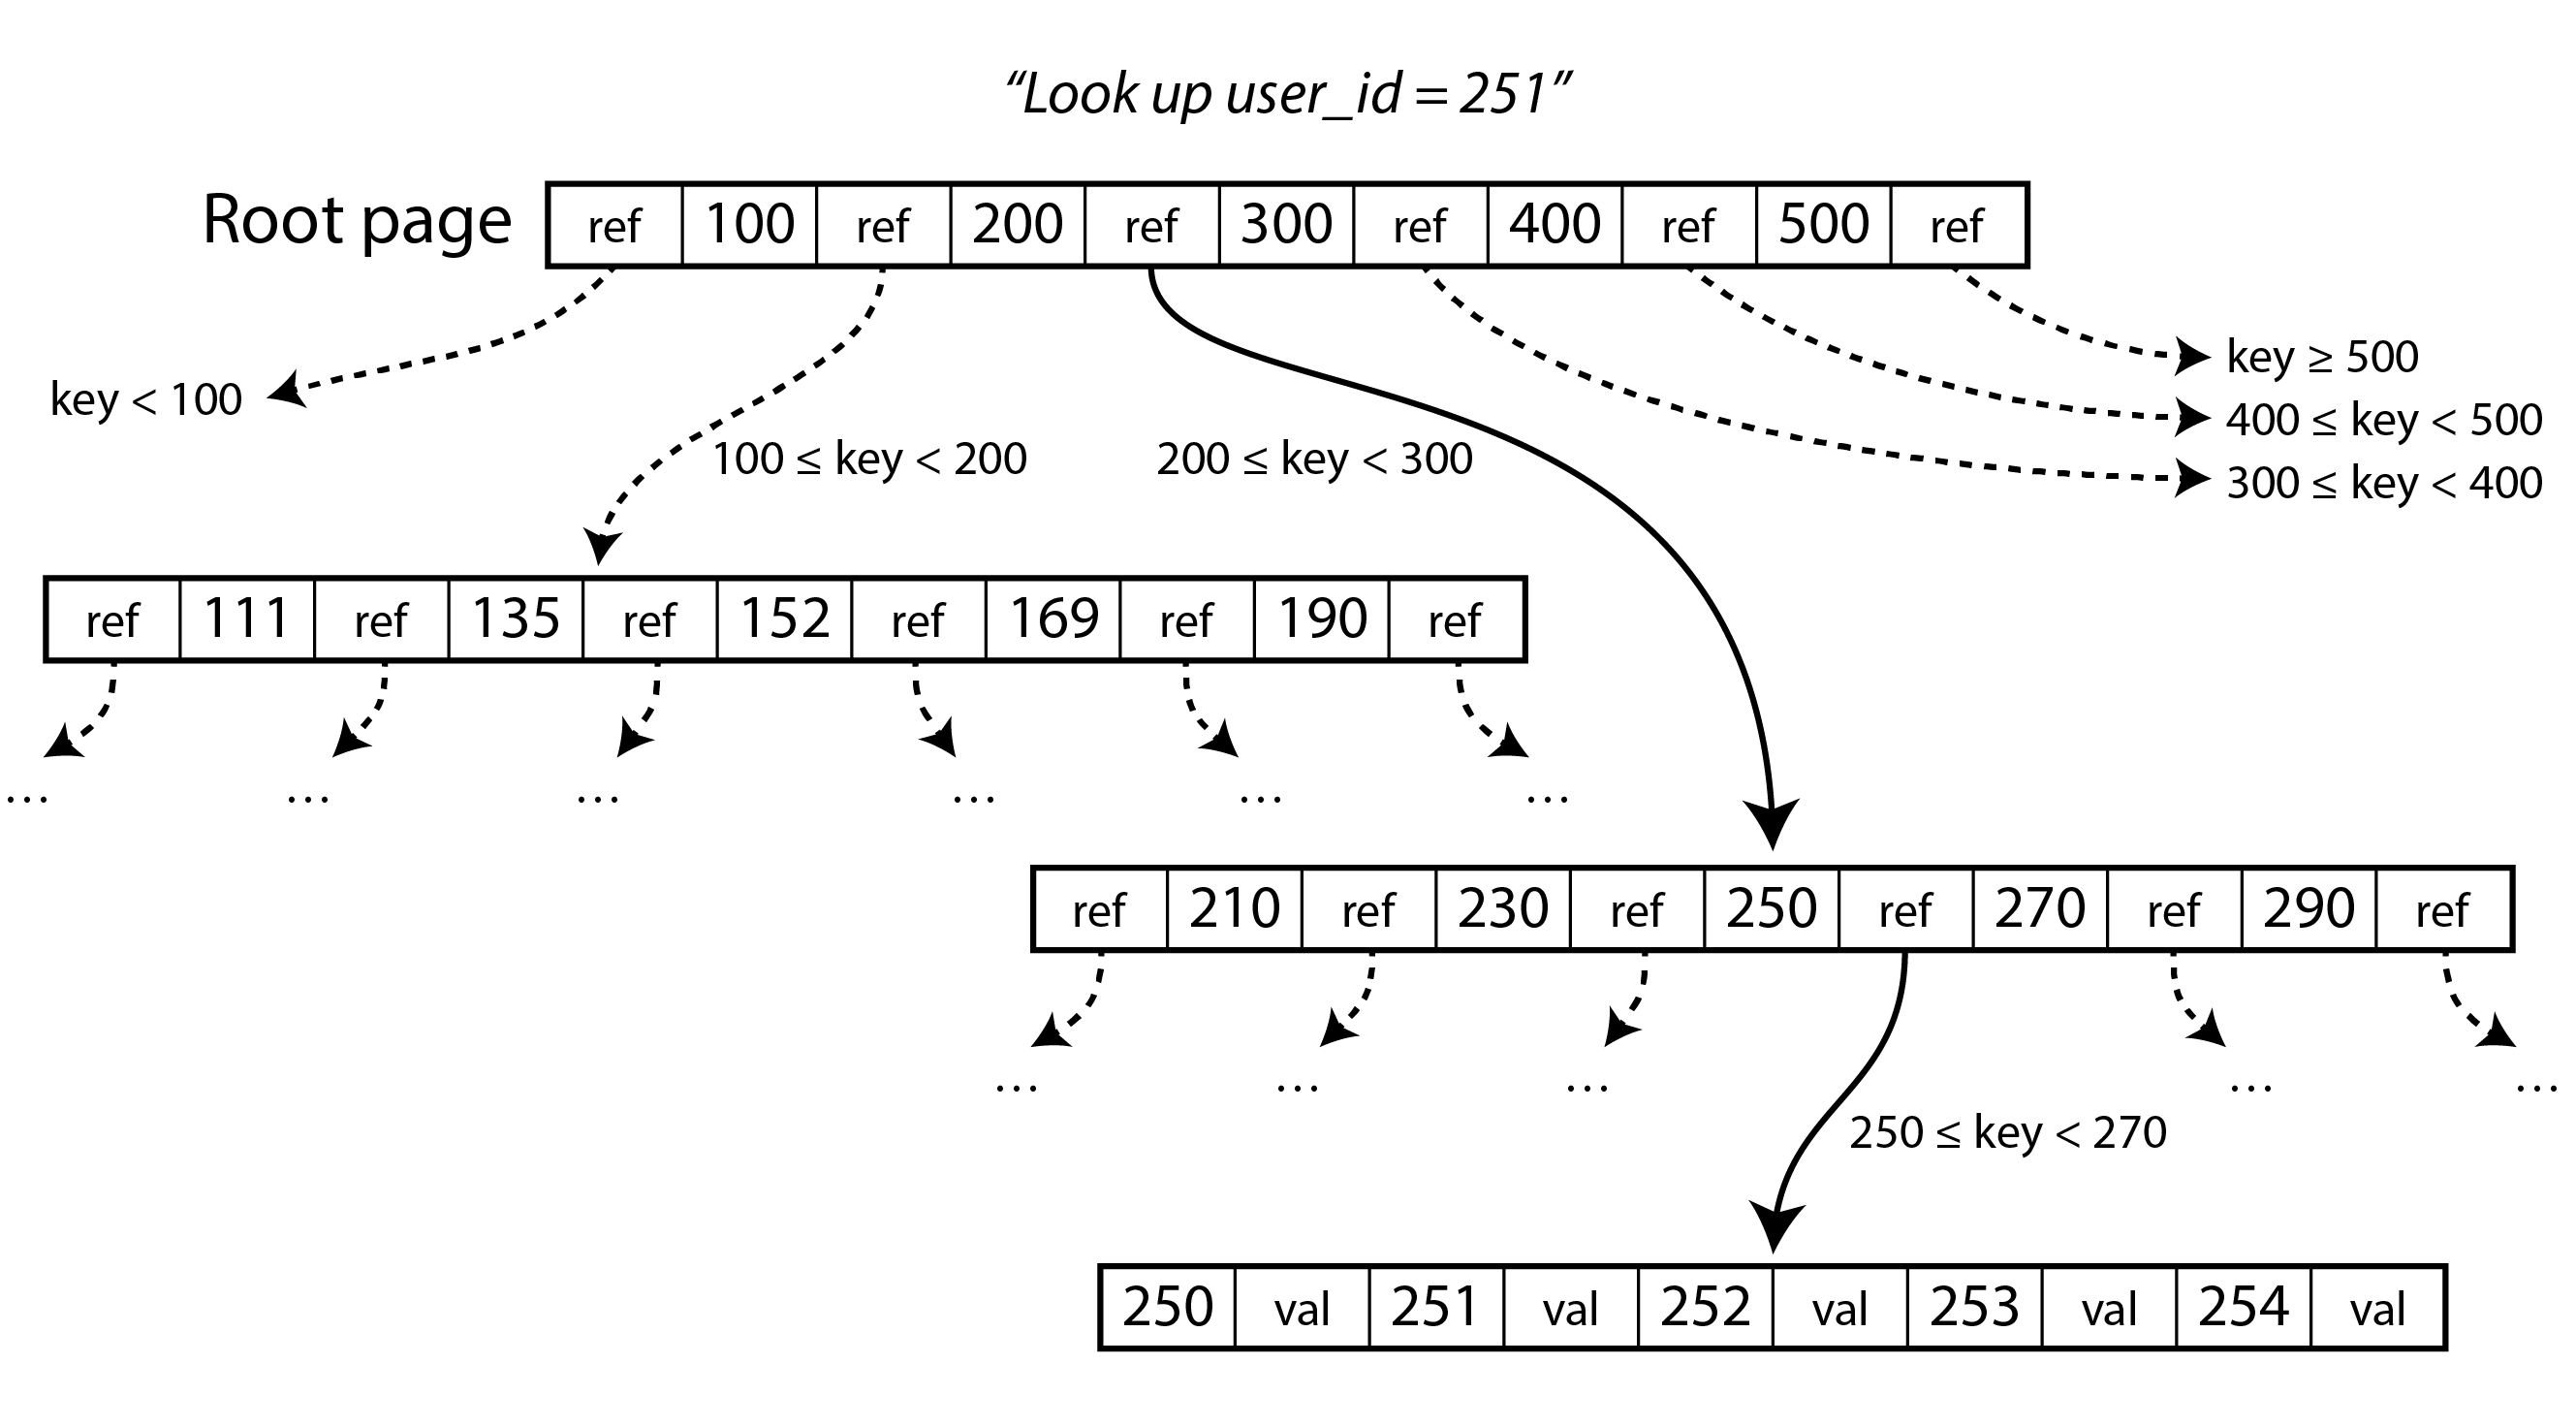 “Look up user_id = 251”
Root page ref 100 ref 200 ref 300 ref 400 ref 500 ref
key ≥ 500
key < 100
400 ≤ key < 500
100 ≤ key < 200
200 ≤ key < 300
300 ≤ key < 400
ref 111 ref 135 ref 152 ref 169 ref 190 ref
... ... ... ... ... ...
ref 210 ref 230 ref 250 ref 270 ref 290 ref
... ... ... ... ...
250 ≤ key < 270
250 val 251 val 252 val 253 val 254 val